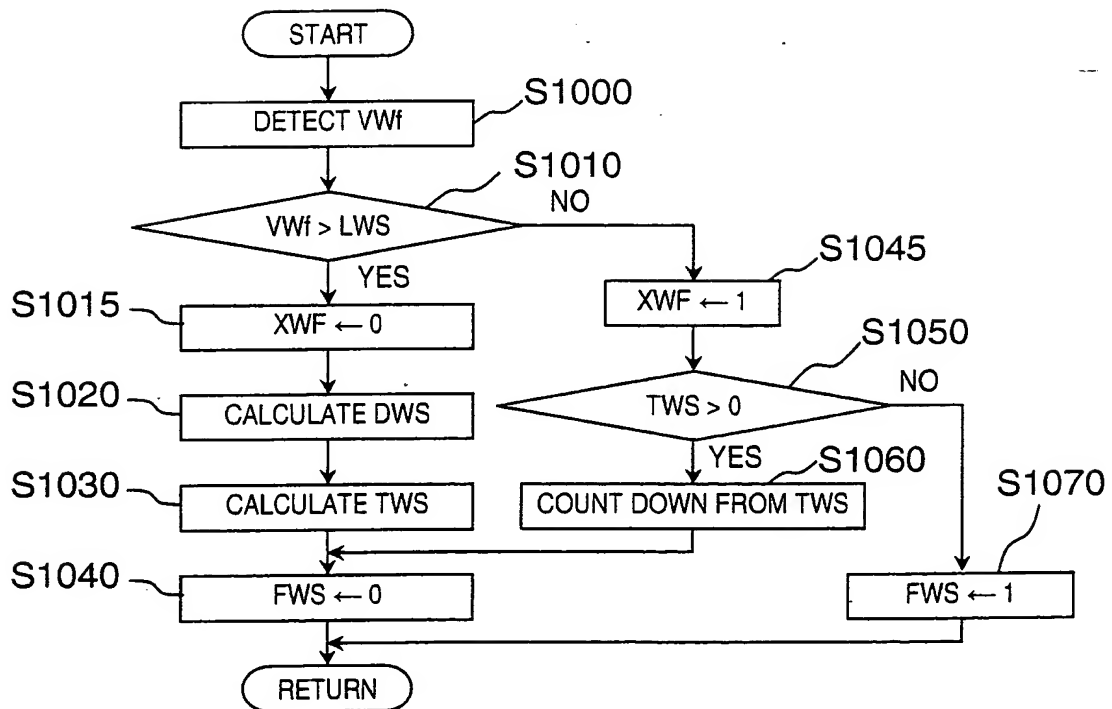 START
S1000
DETECT VWf
S1010
VWf > LWS
NO
YES
S1045
S1015
XWF ← 0
XWF ← 1
S1050
S1020
CALCULATE DWS
TWS > 0
NO
YES
S1060
S1030
CALCULATE TWS
COUNT DOWN FROM TWS
S1070
S1040
FWS ← 0
FWS ← 1
RETURN